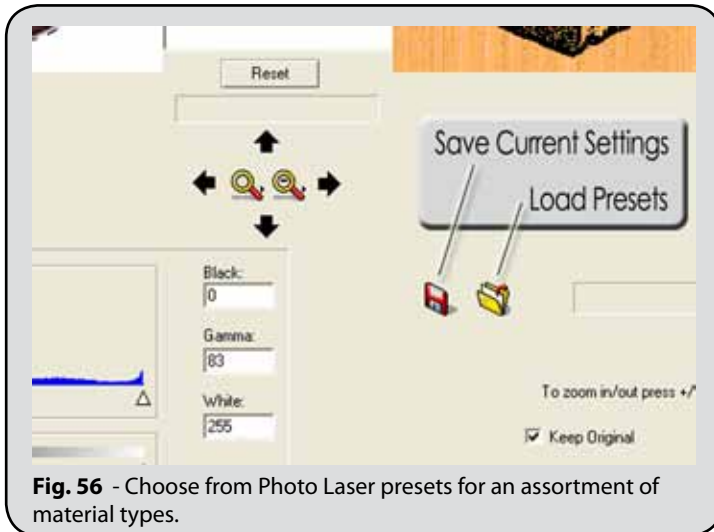 Reset
Save Current Settings
Load Presets
Black:
0
Gamma:
83
White:
255
To zoom in/out press +/
Keep Original
Fig. 56 - Choose from Photo Laser presets for an assortment of
material types.